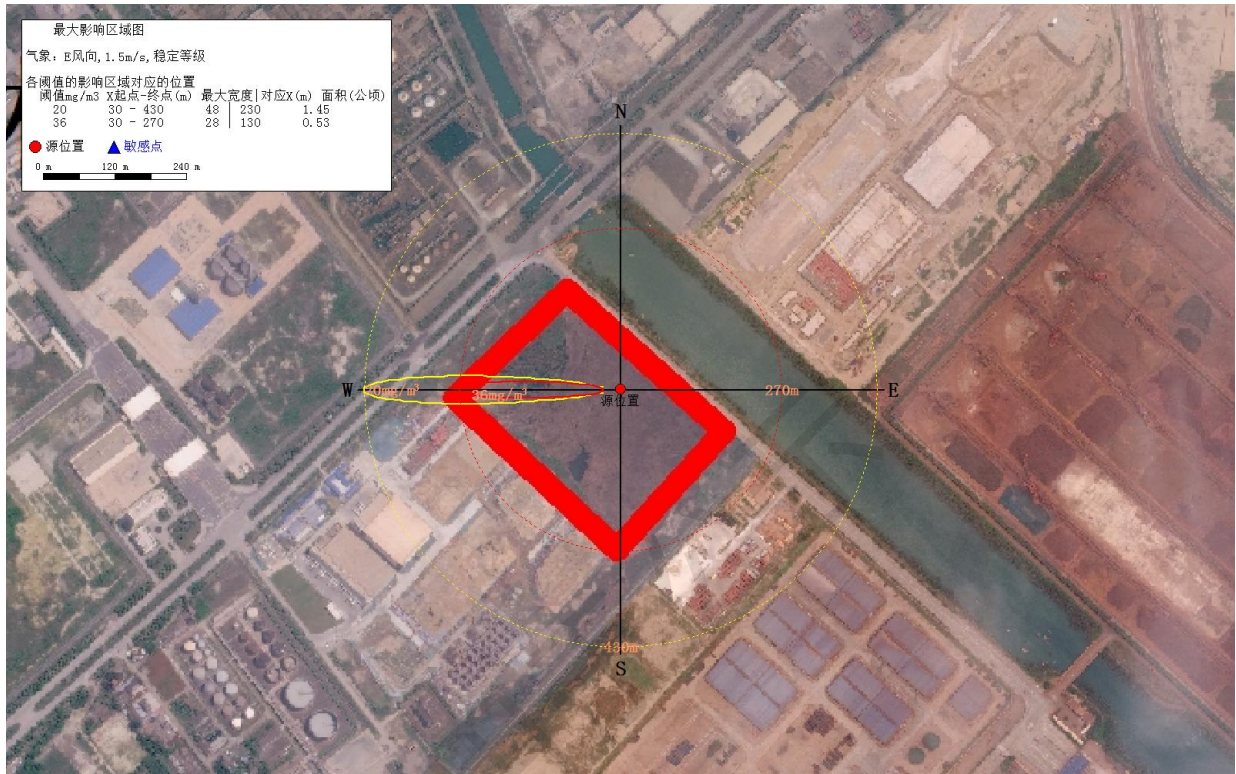 最大影响区域图
气象: E风向,1.5m/s,稳定等级
各阈值的影响区域对应的位置
阈值mg/m3 X起点-终点(m) 最大宽度|对应X(m) 面积(公顷)
20 30 - 430 48 | 230 1.45
36 30 - 270 28 | 130 0.53
源位置 敏感点
0 m 120 m 240 m
N
W
20mg/m³
36mg/m³
源位置
270m
E
430m
S